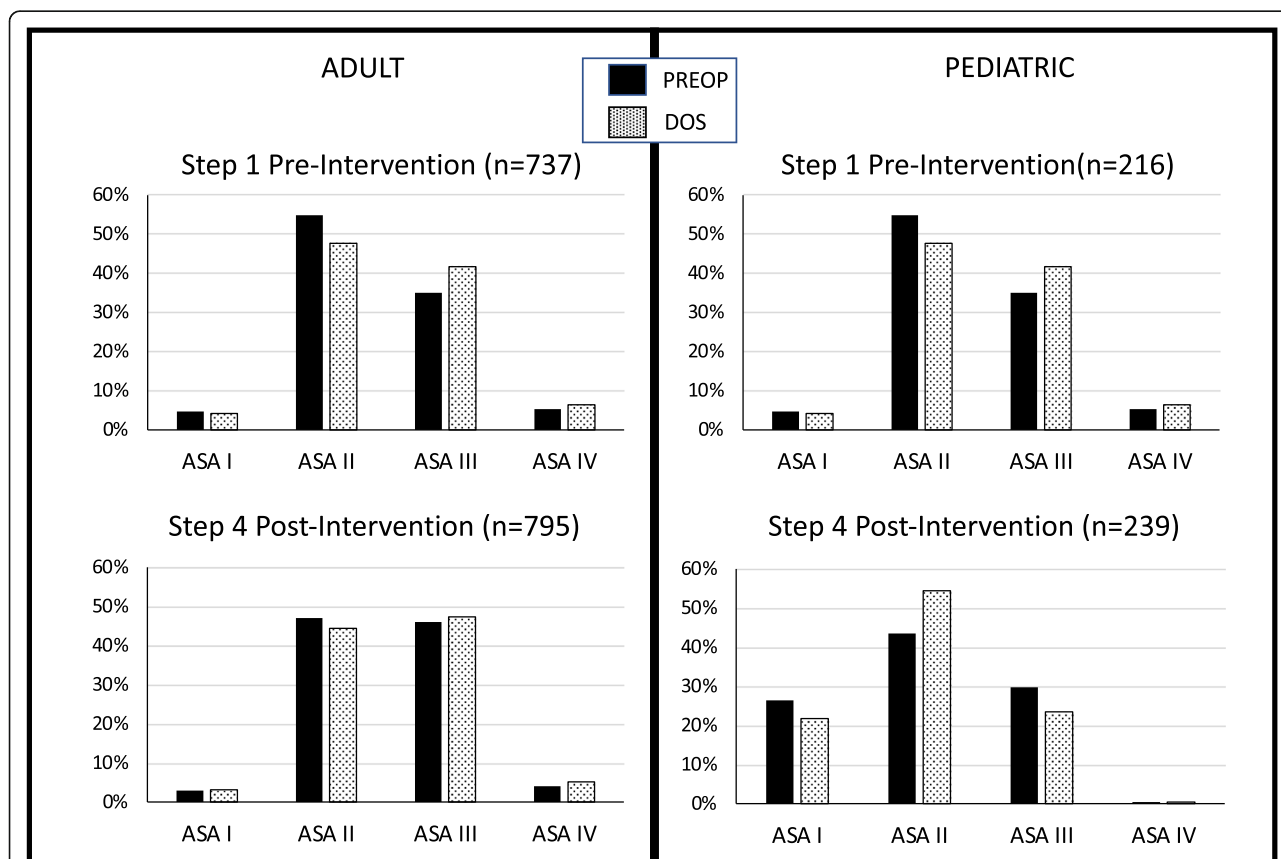 ADULT
PEDIATRIC
PREOP
DOS
Step 1 Pre-Intervention (n=737)
60%
50%
40%
30%
20%
10%
0%
ASA I ASA II ASA III ASA IV
Step 1 Pre-Intervention(n=216)
60%
50%
40%
30%
20%
10%
0%
ASA I ASA II ASA III ASA IV
Step 4 Post-Intervention (n=795)
60%
50%
40%
30%
20%
10%
0%
ASA I ASA II ASA III ASA IV
Step 4 Post-Intervention (n=239)
60%
50%
40%
30%
20%
10%
0%
ASA I ASA II ASA III ASA IV